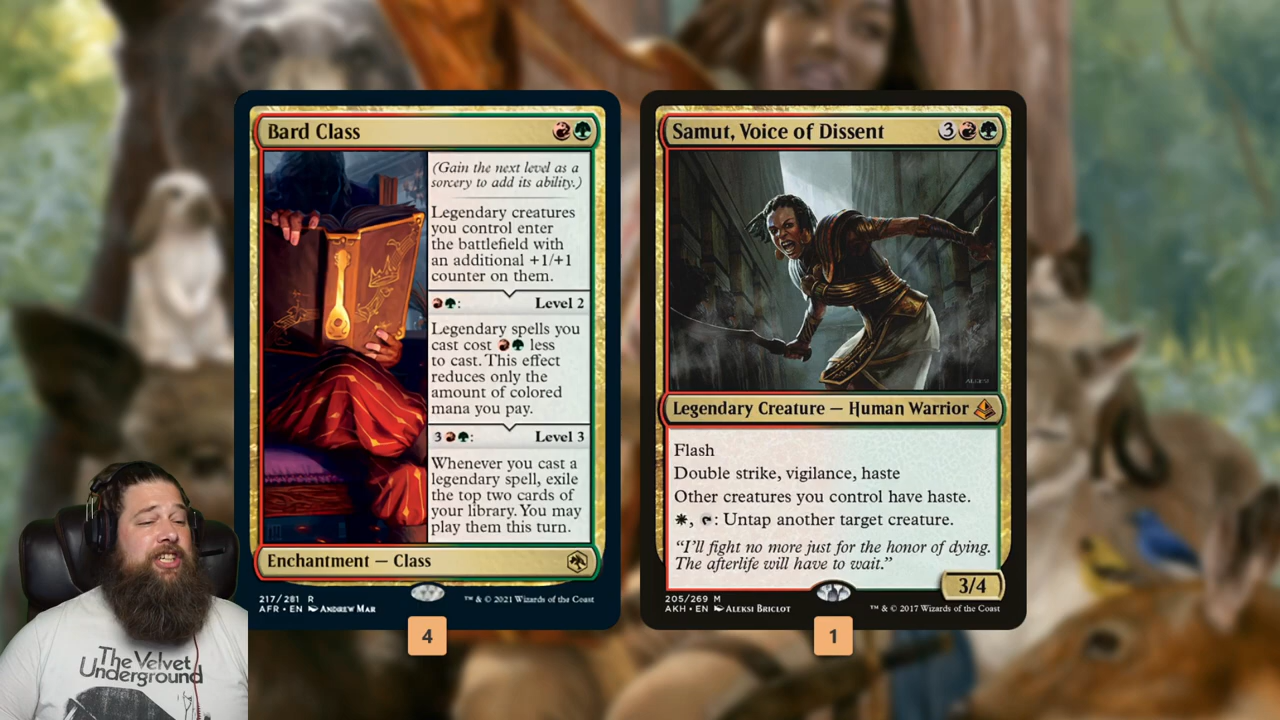 Bard Class
(Gain the next level as a
sorcery to add its ability.)
Legendary creatures
you control enter
the battlefield with
an additional +1/+1
counter on them.
: Level 2
Legendary spells you
cast cost less
to cast. This effect
reduces only the
amount of colored
mana you pay.
3 : Level 3
Whenever you cast a
legendary spell, exile
the top two cards of
your library. You may
play them this turn.
Enchantment — Class
217/281 R
AFR • EN ANDREW MAR
™ & © 2021 Wizards of the Coast
4
Samut, Voice of Dissent
3
ALEKSI
Legendary Creature — Human Warrior
Flash
Double strike, vigilance, haste
Other creatures you control have haste.
, : Untap another target creature.
“I’ll fight no more just for the honor of dying.
The afterlife will have to wait.”
3/4
205/269 M
AKH • EN ALEKSI BRICLOT
™ & © 2017 Wizards of the Coast
1
The Velvet
Underground